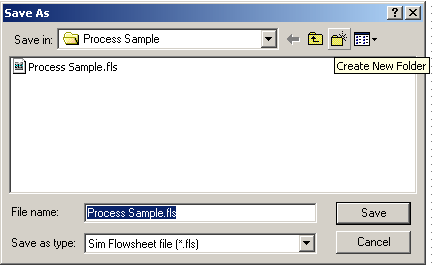 Save As
Save in: Process Sample
Process Sample.fls
Create New Folder
File name: Process Sample.fls Save
Save as type: Sim Flowsheet file (*.fls) Cancel